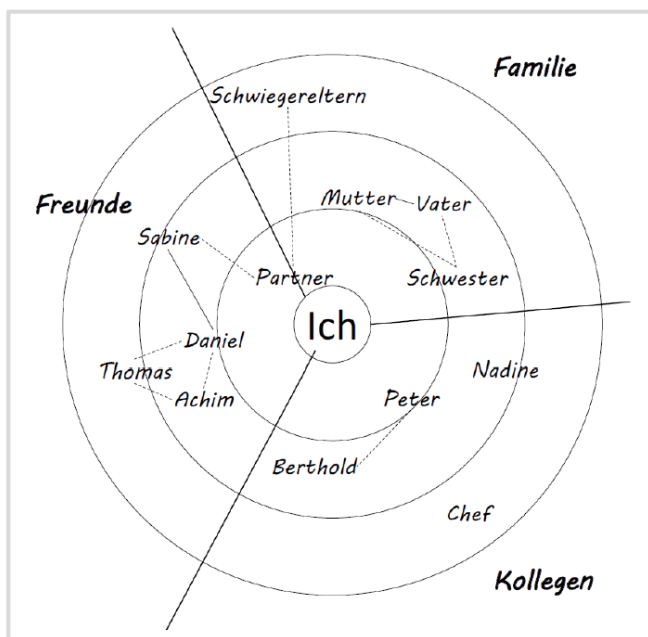 Familie
Schwiegereltern
Freunde
Mutter
Vater
Sabine
Partner
Schwester
Ich
Daniel
Thomas
Nadine
Achim
Peter
Berthold
Chef
Kollegen